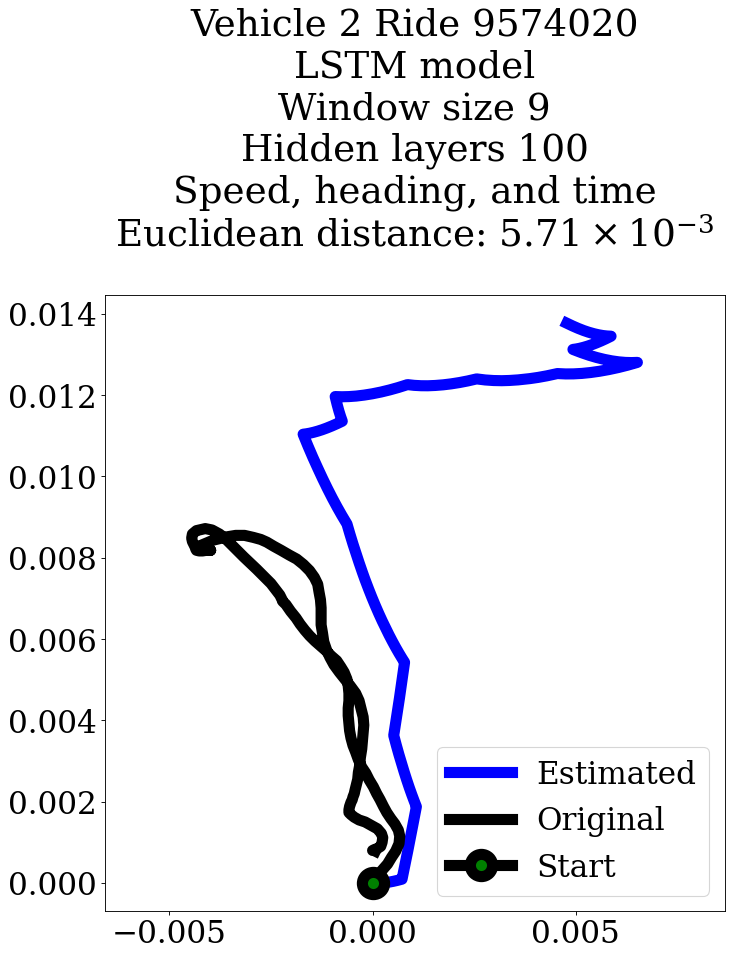 Vehicle 2 Ride 9574020
LSTM model
Window size 9
Hidden layers 100
Speed, heading, and time
Euclidean distance: 5.71 × 10⁻³
0.014
0.012
0.010
0.008
0.006
0.004
0.002
0.000
Estimated
Original
Start
−0.005 0.000 0.005